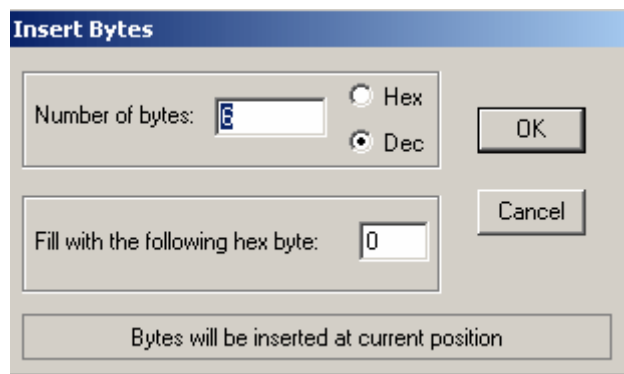 Insert Bytes
Number of bytes: 6
Hex
Dec
OK
Cancel
Fill with the following hex byte: 0
Bytes will be inserted at current position